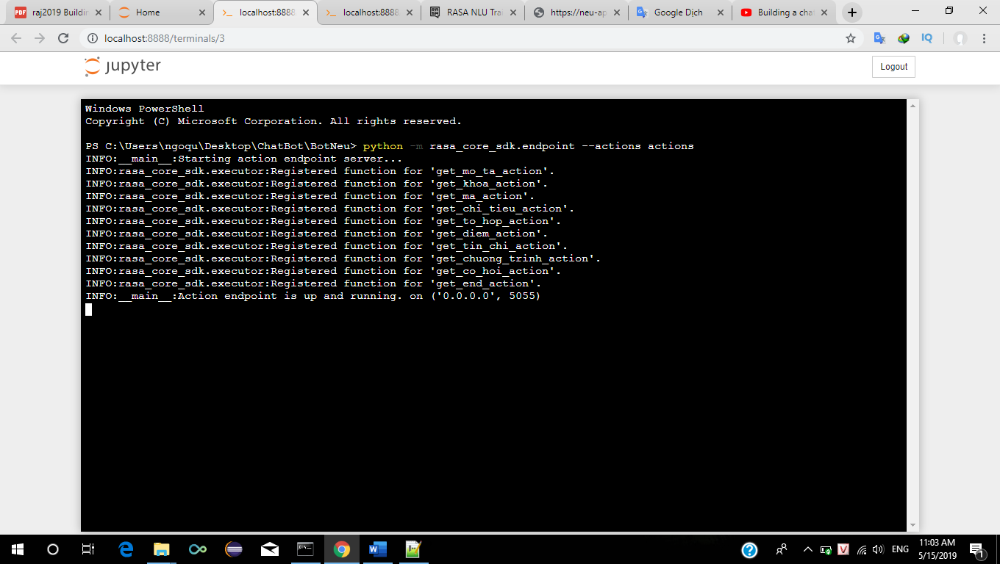 raj2019 Buildin
Home
localhost:8888
localhost:8888
RASA NLU Trai
https://neu-ap
Google Dịch
Building a cha
localhost:8888/terminals/3
IQ
jupyter
Logout
Windows PowerShell
Copyright (C) Microsoft Corporation. All rights reserved.
PS C:\Users\ngoqu\Desktop\ChatBot\BotNeu> python -m rasa_core_sdk.endpoint --actions actions
INFO:__main__:Starting action endpoint server...
INFO:rasa_core_sdk.executor:Registered function for 'get_mo_ta_action'.
INFO:rasa_core_sdk.executor:Registered function for 'get_khoa_action'.
INFO:rasa_core_sdk.executor:Registered function for 'get_ma_action'.
INFO:rasa_core_sdk.executor:Registered function for 'get_chi_tieu_action'.
INFO:rasa_core_sdk.executor:Registered function for 'get_to_hop_action'.
INFO:rasa_core_sdk.executor:Registered function for 'get_diem_action'.
INFO:rasa_core_sdk.executor:Registered function for 'get_tin_chi_action'.
INFO:rasa_core_sdk.executor:Registered function for 'get_chuong_trinh_action'.
INFO:rasa_core_sdk.executor:Registered function for 'get_co_hoi_action'.
INFO:rasa_core_sdk.executor:Registered function for 'get_end_action'.
INFO:__main__:Action endpoint is up and running. on ('0.0.0.0', 5055)
ENG
11:03 AM
5/15/2019
1